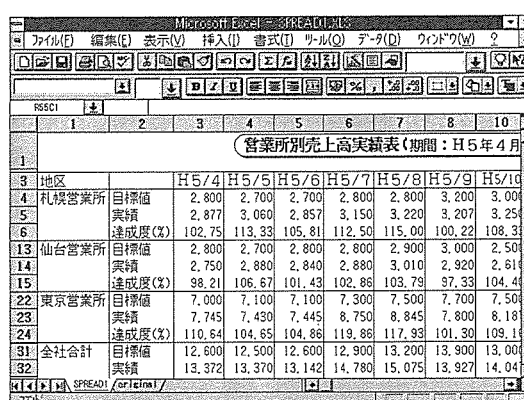 Microsoft Excel - SPREAD1.XLS
ファイル(F) 編集(E) 表示(V) 挿入(I) 書式(T) ツール(O) データ(D) ウィンドウ(W) ?
R55C1
1 2 3 4 5 6 7 8 10
営業所別売上高実績表(期間:H5年4月
1
3 地区 H5/4 H5/5 H5/6 H5/7 H5/8 H5/9 H5/10
4 札幌営業所 目標値 2,800 2,700 2,700 2,800 2,800 3,200 3,00
5 実績 2,877 3,060 2,857 3,150 3,220 3,207 3,25
6 達成度(%) 102.75 113.33 105.81 112.50 115.00 100.22 108.3
13 仙台営業所 目標値 2,800 2,700 2,800 2,800 2,900 3,000 2,50
14 実績 2,750 2,880 2,840 2,880 3,010 2,920 2,61
15 達成度(%) 98.21 106.67 101.43 102.86 103.79 97.33 104.4
22 東京営業所 目標値 7,000 7,100 7,100 7,300 7,500 7,700 7,50
23 実績 7,745 7,430 7,445 8,750 8,845 7,800 8,18
24 達成度(%) 110.64 104.65 104.86 119.86 117.93 101.30 109.1
31 全社合計 目標値 12,600 12,500 12,600 12,900 13,200 13,900 13,00
32 実績 13,372 13,370 13,142 14,780 15,075 13,927 14,04
SPREAD1 original